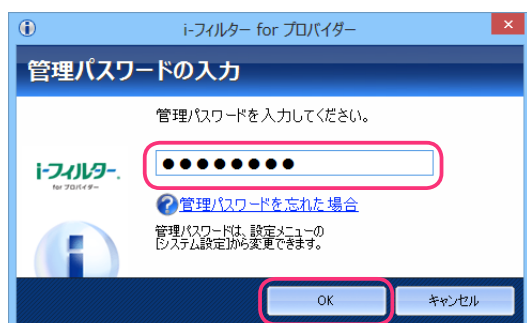 i-フィルター for プロバイダー
管理パスワードの入力
管理パスワードを入力してください。
i-フィルター.
for プロバイダー
●●●●●●●●
管理パスワードを忘れた場合
管理パスワードは、設定メニューの
[システム設定]から変更できます。
OK
キャンセル